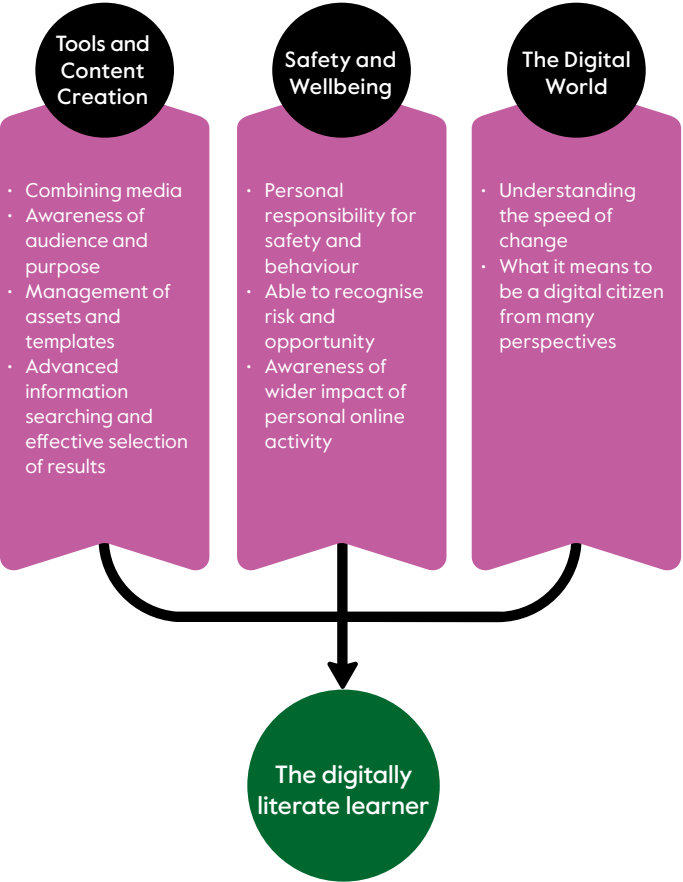 Tools and
Content
Creation
· Combining media
· Awareness of
audience and
purpose
· Management of
assets and
templates
· Advanced
information
searching and
effective selection
of results
Safety and
Wellbeing
· Personal
responsibility for
safety and
behaviour
· Able to recognise
risk and
opportunity
· Awareness of
wider impact of
personal online
activity
The Digital
World
· Understanding
the speed of
change
· What it means to
be a digital citizen
from many
perspectives
The digitally
literate learner